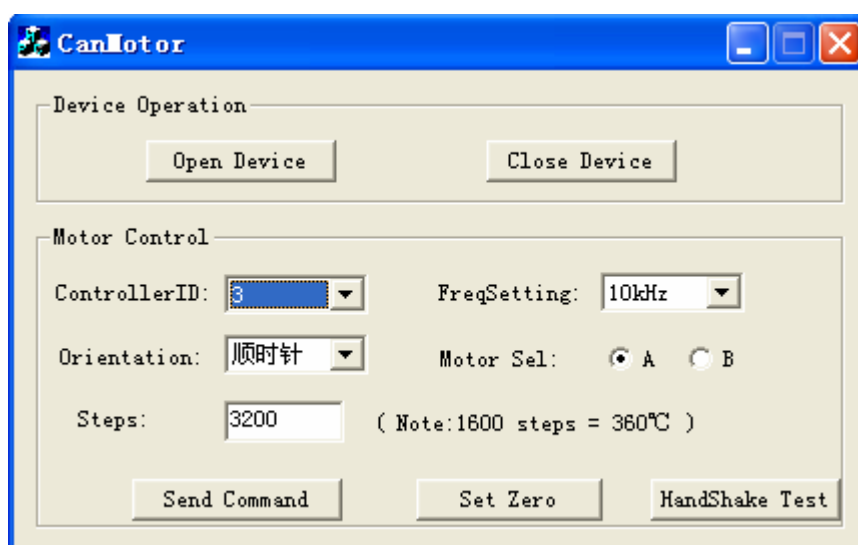 CanMotor
Device Operation
Open Device Close Device
Motor Control
ControllerID: 3 FreqSetting: 10kHz
Orientation: 顺时针 Motor Sel: A B
Steps: 3200 ( Note:1600 steps = 360℃ )
Send Command Set Zero HandShake Test